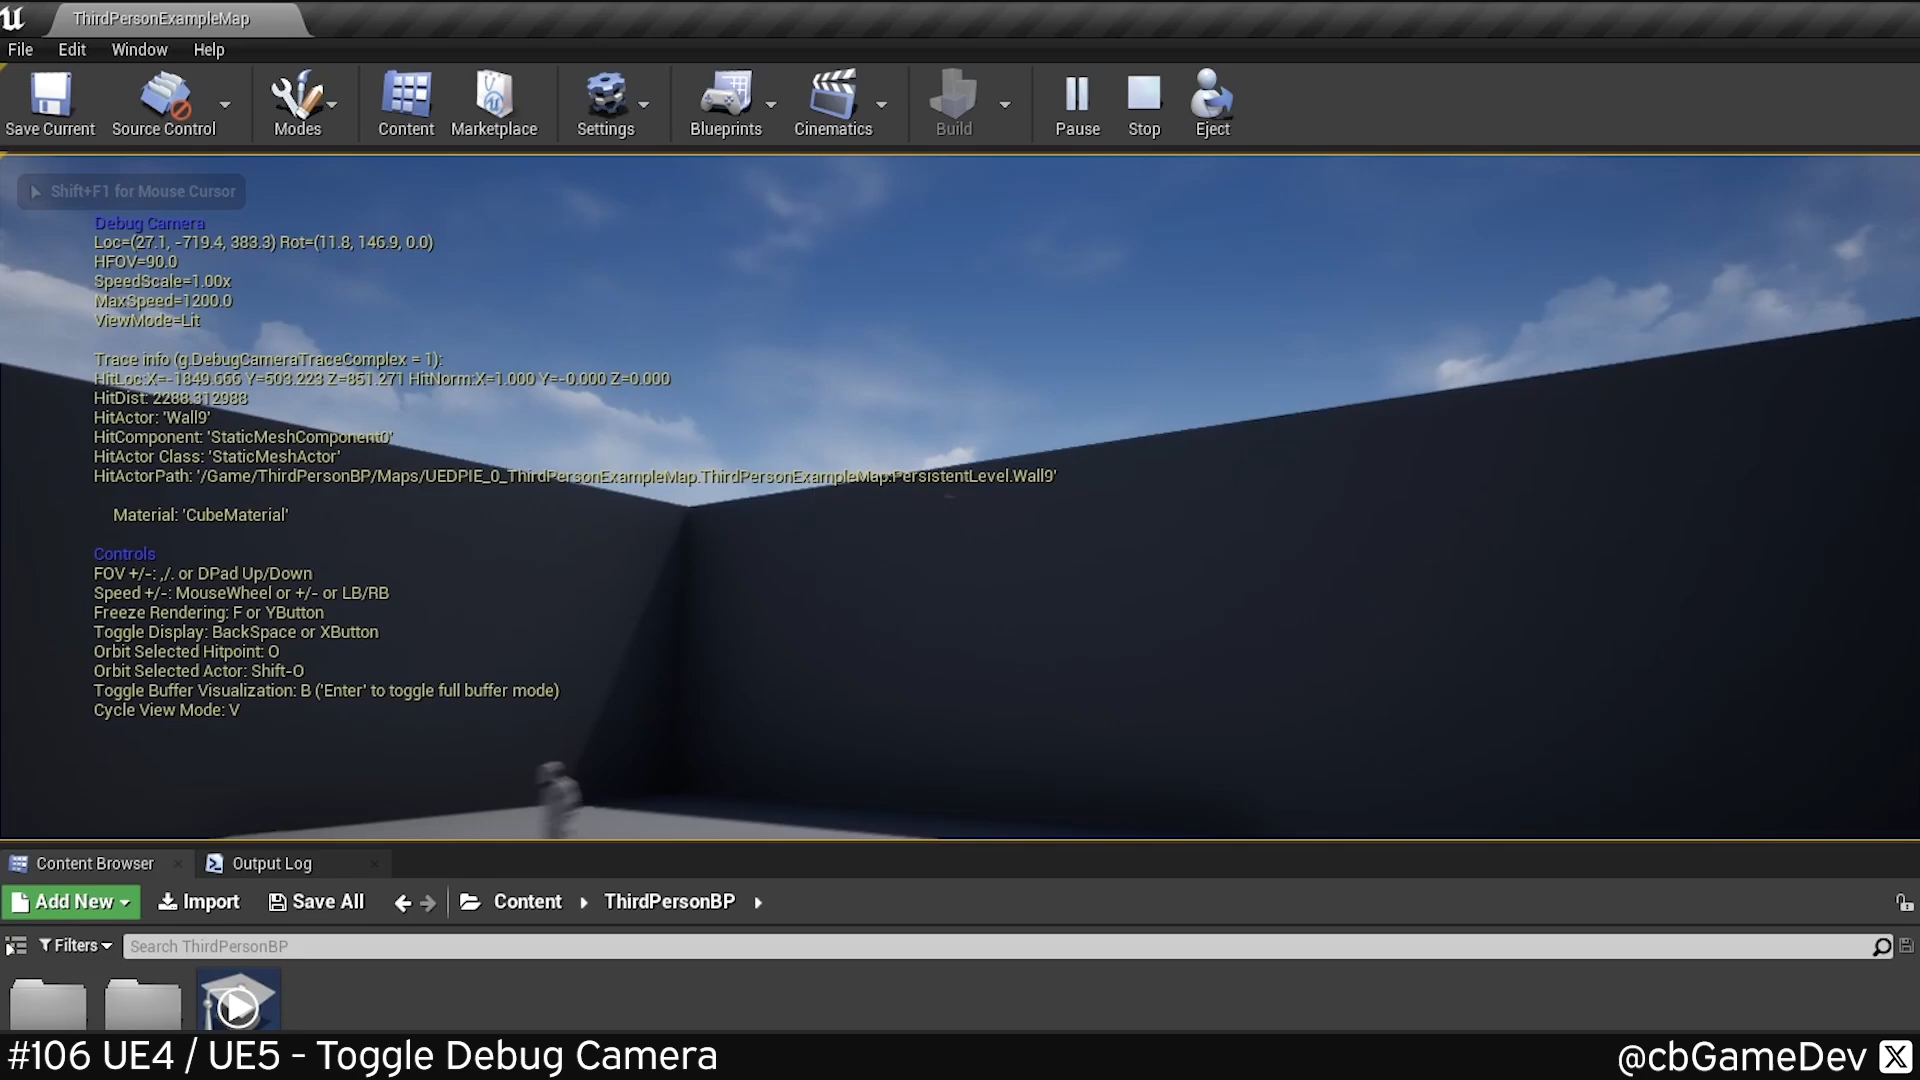 ThirdPersonExampleMap
File Edit Window Help
Save Current Source Control Modes Content Marketplace Settings Blueprints Cinematics Build Pause Stop Eject
Shift+F1 for Mouse Cursor
Debug Camera
Loc=(27.1, -719.4, 383.3) Rot=(11.8, 146.9, 0.0)
HFOV=90.0
SpeedScale=1.00x
MaxSpeed=1200.0
ViewMode=Lit
Trace info (g.DebugCameraTraceComplex = 1):
HitLoc:X=-1849.666 Y=503.223 Z=851.271 HitNorm:X=1.000 Y=-0.000 Z=0.000
HitDist: 2288.312988
HitActor: 'Wall9'
HitComponent: 'StaticMeshComponent0'
HitActor Class: 'StaticMeshActor'
HitActorPath: '/Game/ThirdPersonBP/Maps/UEDPIE_0_ThirdPersonExampleMap.ThirdPersonExampleMap:PersistentLevel.Wall9'
Material: 'CubeMaterial'
Controls
FOV +/-: ,/. or DPad Up/Down
Speed +/-: MouseWheel or +/- or LB/RB
Freeze Rendering: F or YButton
Toggle Display: BackSpace or XButton
Orbit Selected Hitpoint: O
Orbit Selected Actor: Shift-O
Toggle Buffer Visualization: B ('Enter' to toggle full buffer mode)
Cycle View Mode: V
Content Browser Output Log
Add New Import Save All Content ThirdPersonBP
Filters Search ThirdPersonBP
#106 UE4 / UE5 - Toggle Debug Camera @cbGameDev X